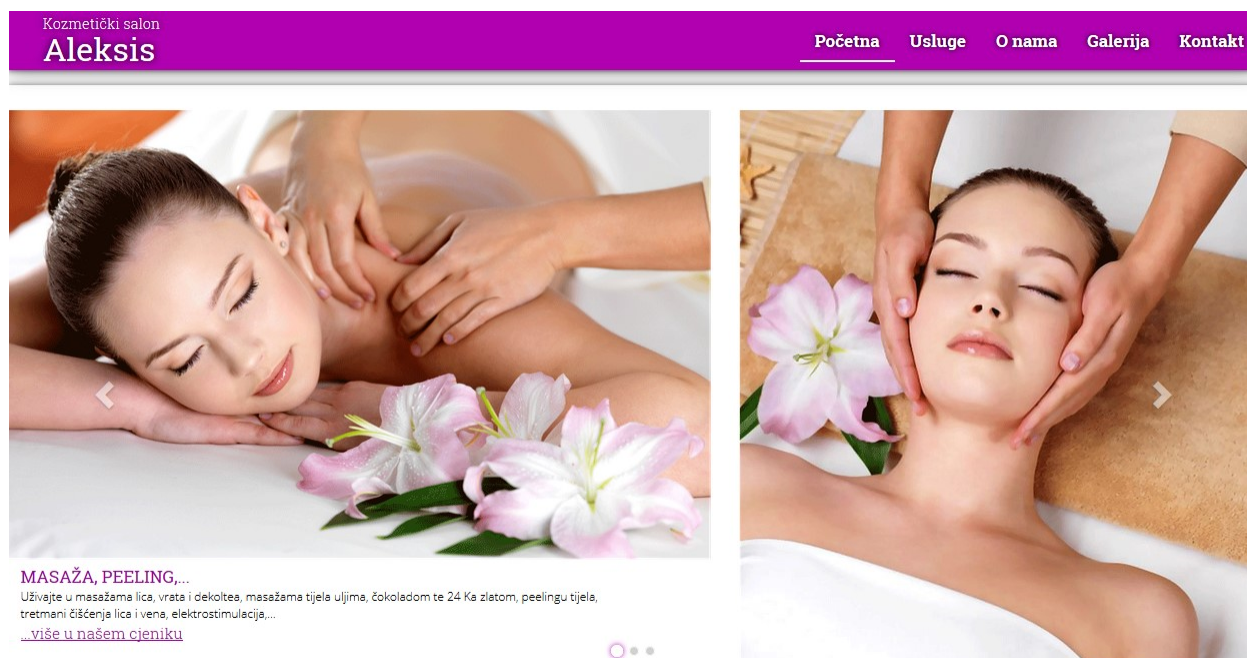 Kozmetički salon
Aleksis
Početna Usluge O nama Galerija Kontakt
MASAŽA, PEELING,...
Uživajte u masažama lica, vrata i dekoltea, masažama tijela uljima, čokoladom te 24 Ka zlatom, peelingu tijela,
tretmani čišćenja lica i vena, elektrostimulacija,...
...više u našem cjeniku